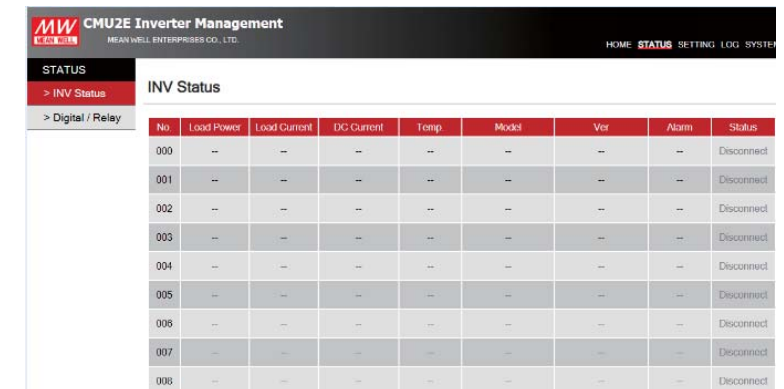 MW
MEAN WELL
CMU2E Inverter Management
MEAN WELL ENTERPRISES CO., LTD.
HOME STATUS SETTING LOG SYSTEM
STATUS
> INV Status
> Digital / Relay
INV Status
No. Load Power Load Current DC Current Temp. Model Ver Alarm Status
000 -- -- -- -- -- -- -- Disconnect
001 -- -- -- -- -- -- -- Disconnect
002 -- -- -- -- -- -- -- Disconnect
003 -- -- -- -- -- -- -- Disconnect
004 -- -- -- -- -- -- -- Disconnect
005 -- -- -- -- -- -- -- Disconnect
006 -- -- -- -- -- -- -- Disconnect
007 -- -- -- -- -- -- -- Disconnect
008 -- -- -- -- -- -- -- Disconnect